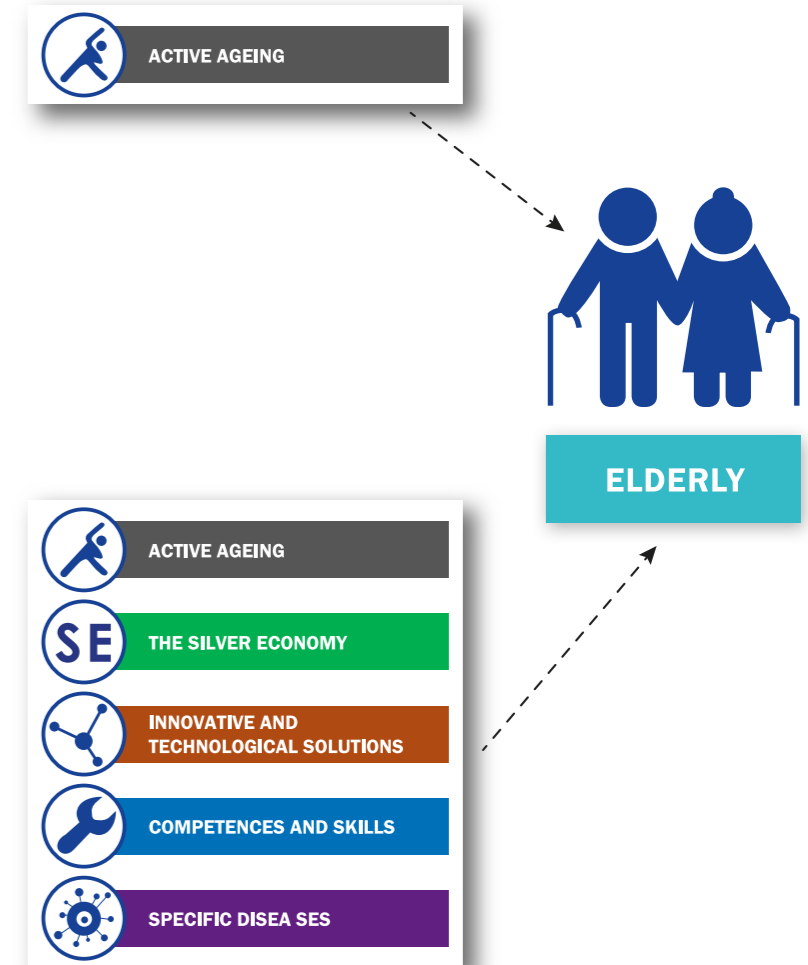 ACTIVE AGEING
ELDERLY
ACTIVE AGEING
SE
THE SILVER ECONOMY
INNOVATIVE AND
TECHNOLOGICAL SOLUTIONS
COMPETENCES AND SKILLS
SPECIFIC DISEA SES